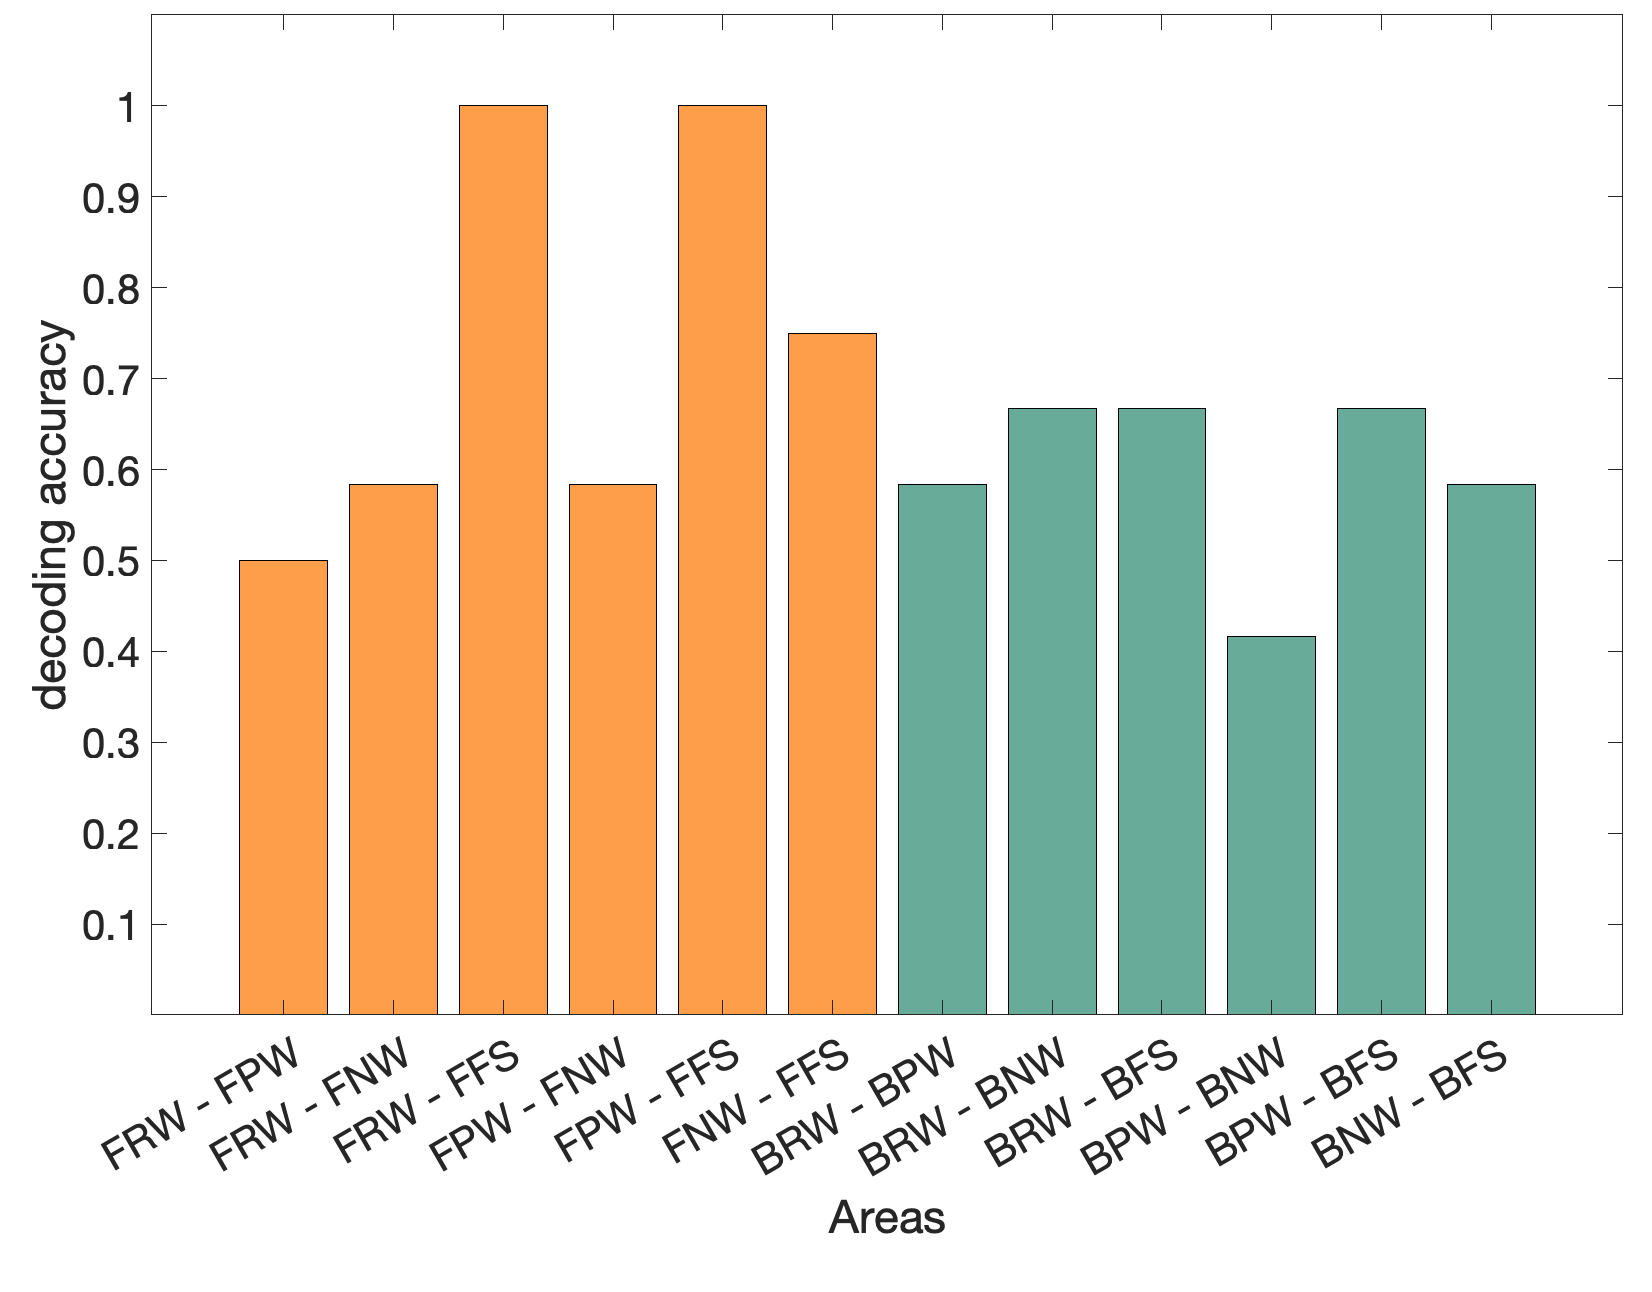 decoding accuracy
1
0.9
0.8
0.7
0.6
0.5
0.4
0.3
0.2
0.1
FRW - FPW
FRW - FNW
FRW - FFS
FPW - FNW
FPW - FFS
FNW - FFS
BRW - BPW
BRW - BNW
BRW - BFS
BPW - BNW
BPW - BFS
BNW - BFS
Areas